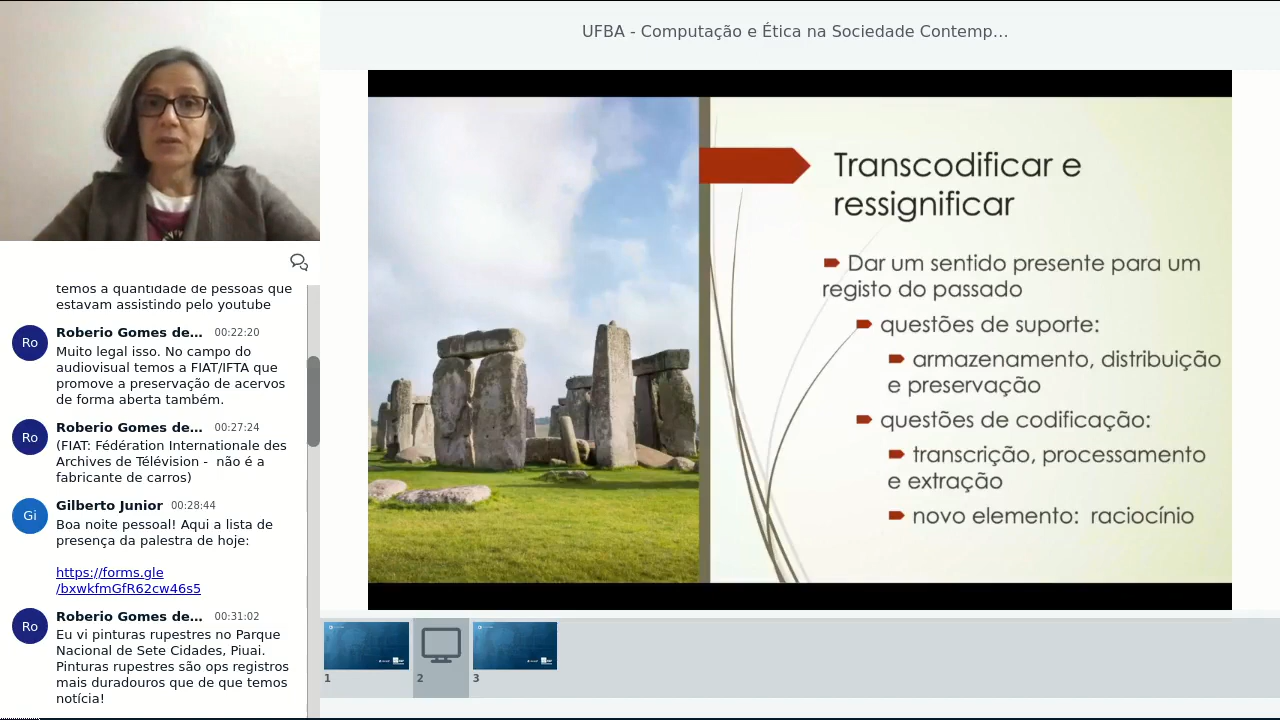 UFBA - Computação e Ética na Sociedade Contemp...
temos a quantidade de pessoas que
estavam assistindo pelo youtube
Ro
Roberio Gomes de... 00:22:20
Muito legal isso. No campo do
audiovisual temos a FIAT/IFTA que
promove a preservação de acervos
de forma aberta também.
Ro
Roberio Gomes de... 00:27:24
(FIAT: Fédération Internationale des
Archives de Télévision - não é a
fabricante de carros)
Gi
Gilberto Junior 00:28:44
Boa noite pessoal! Aqui a lista de
presença da palestra de hoje:
https://forms.gle
/bxwkfmGfR62cw46s5
Ro
Roberio Gomes de... 00:31:02
Eu vi pinturas rupestres no Parque
Nacional de Sete Cidades, Piuai.
Pinturas rupestres são ops registros
mais duradouros que de que temos
notícia!
Transcodificar e
ressignificar
Dar um sentido presente para um
registo do passado
questões de suporte:
armazenamento, distribuição
e preservação
questões de codificação:
transcrição, processamento
e extração
novo elemento: raciocínio
1
2
3